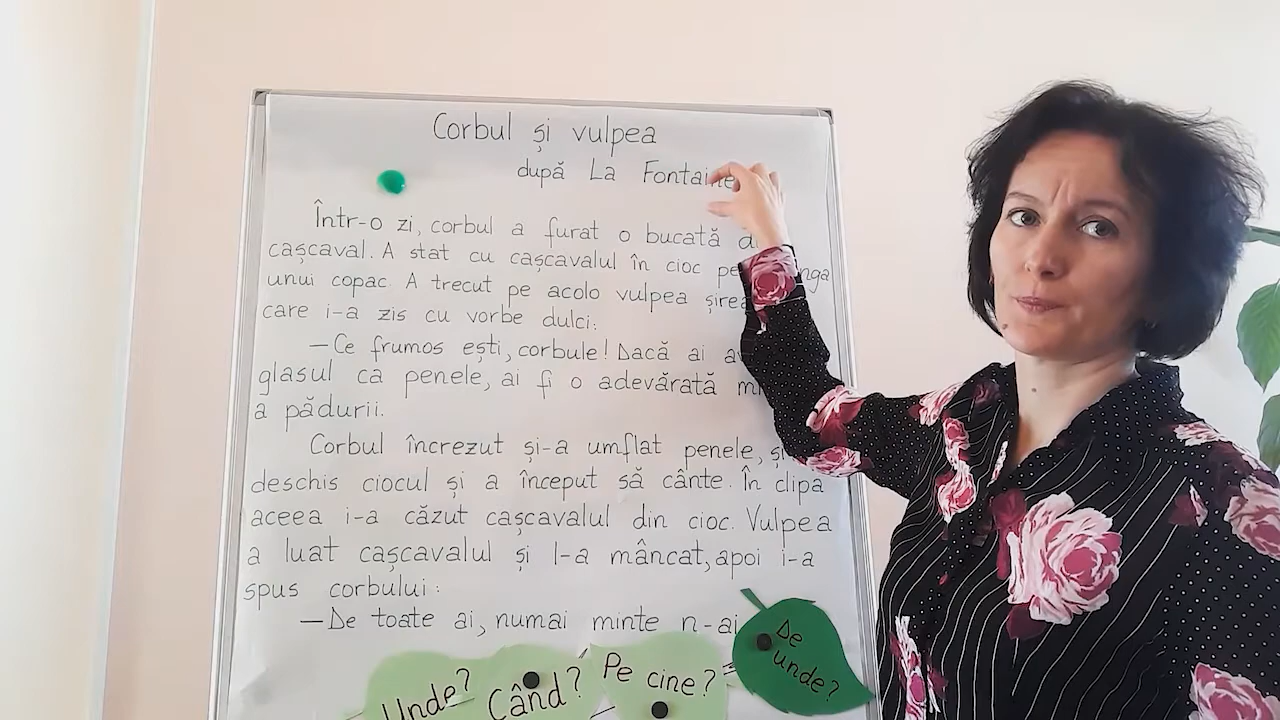 Corbul și vulpea
după La Fontaine
Într-o zi, corbul a furat o bucată
cașcaval. A stat cu cașcavalul în cioc
unui copac. A trecut pe acolo vulpea
care i-a zis cu vorbe dulci:
—Ce frumos ești, corbule! Dacă ai
glasul ca penele, ai fi o adevărată
a pădurii.
Corbul încrezut și-a umflat penele, și
deschis ciocul și a început să cânte. În clipa
aceea i-a căzut cașcavalul din cioc. Vulpea
a luat cașcavalul și l-a mâncat, apoi i-a
spus corbului:
—De toate ai, numai minte n-ai
Unde? Când? Pe cine? De unde?